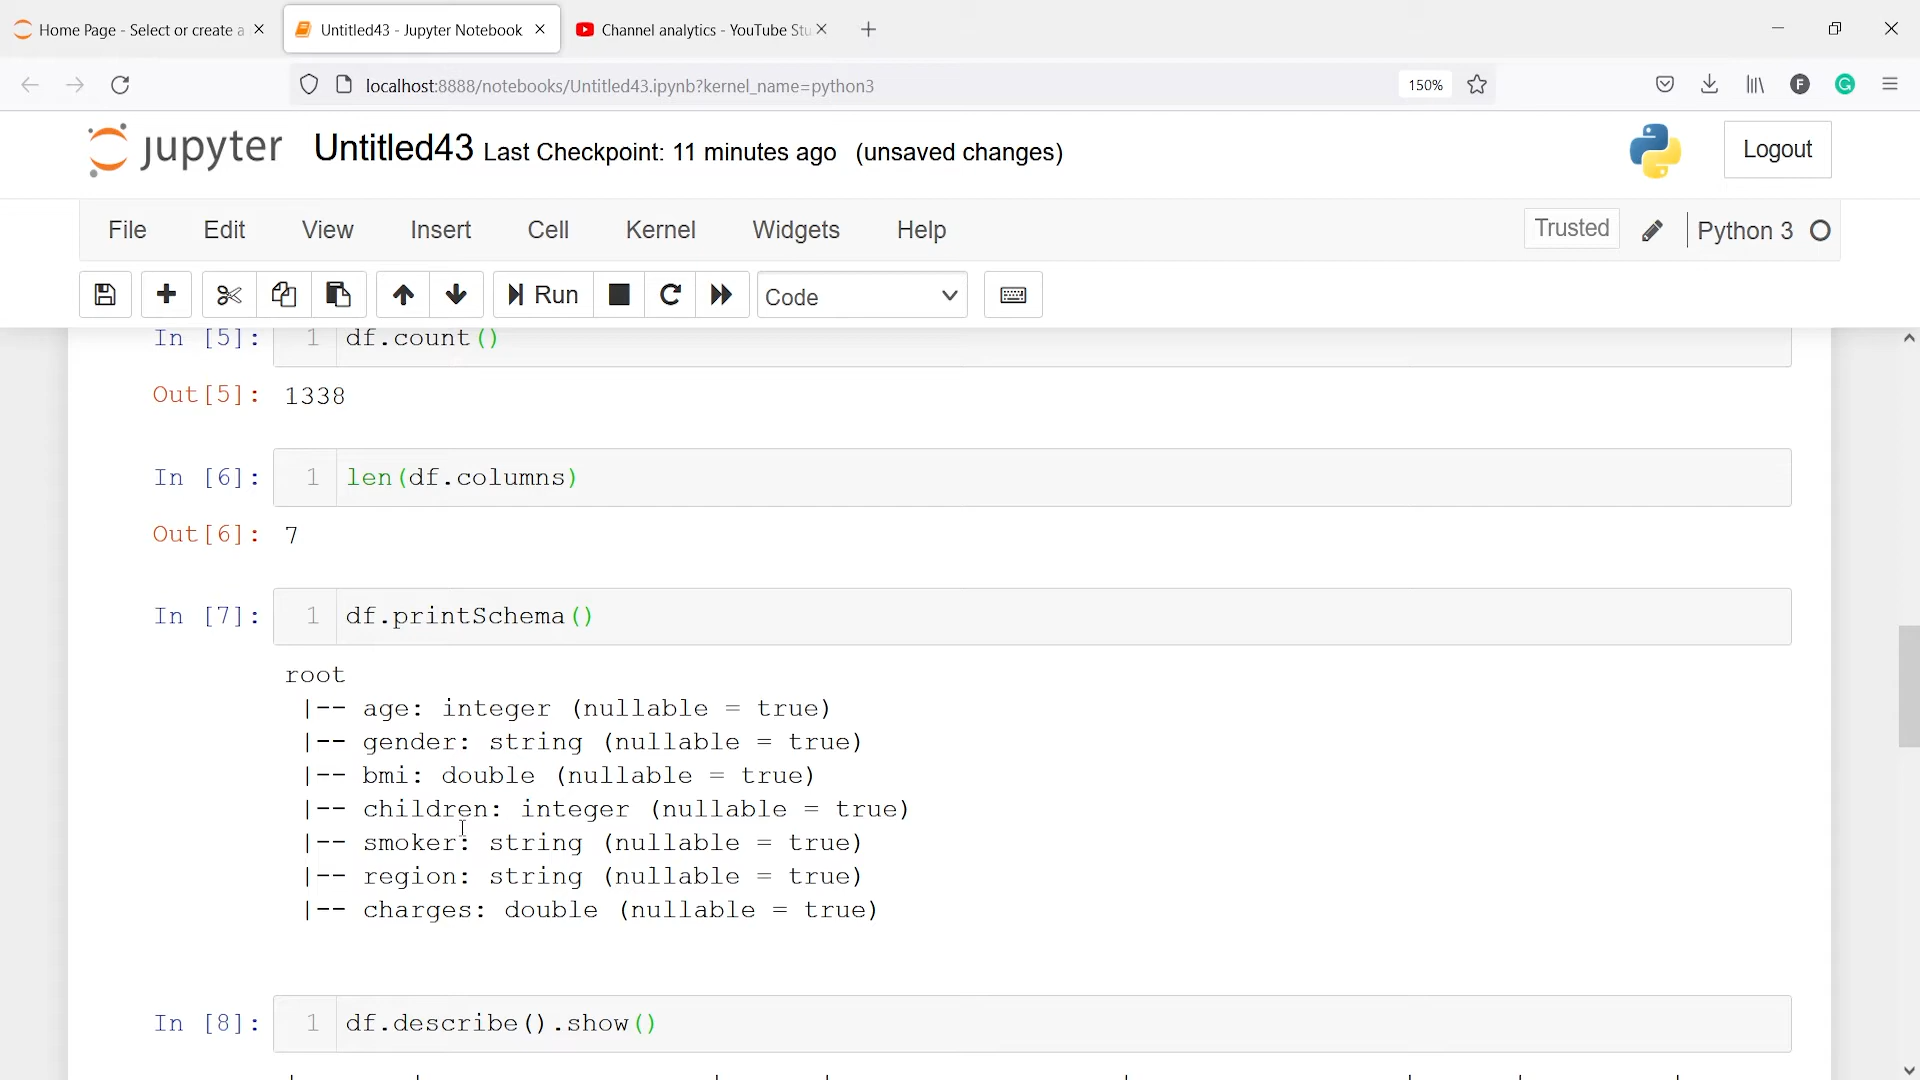 Home Page - Select or create a
Untitled43 - Jupyter Notebook
Channel analytics - YouTube Stu
localhost:8888/notebooks/Untitled43.ipynb?kernel_name=python3
150%
F
G
jupyter Untitled43 Last Checkpoint: 11 minutes ago (unsaved changes)
Logout
File Edit View Insert Cell Kernel Widgets Help
Trusted
Python 3
Run
Code
In [5]: 1 df.count()
Out[5]: 1338
In [6]: 1 len(df.columns)
Out[6]: 7
In [7]: 1 df.printSchema()
root
|-- age: integer (nullable = true)
|-- gender: string (nullable = true)
|-- bmi: double (nullable = true)
|-- children: integer (nullable = true)
|-- smoker: string (nullable = true)
|-- region: string (nullable = true)
|-- charges: double (nullable = true)
In [8]: 1 df.describe().show()